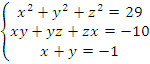 x² + y² + z² = 29
xy + yz + zx = −10
x + y = −1